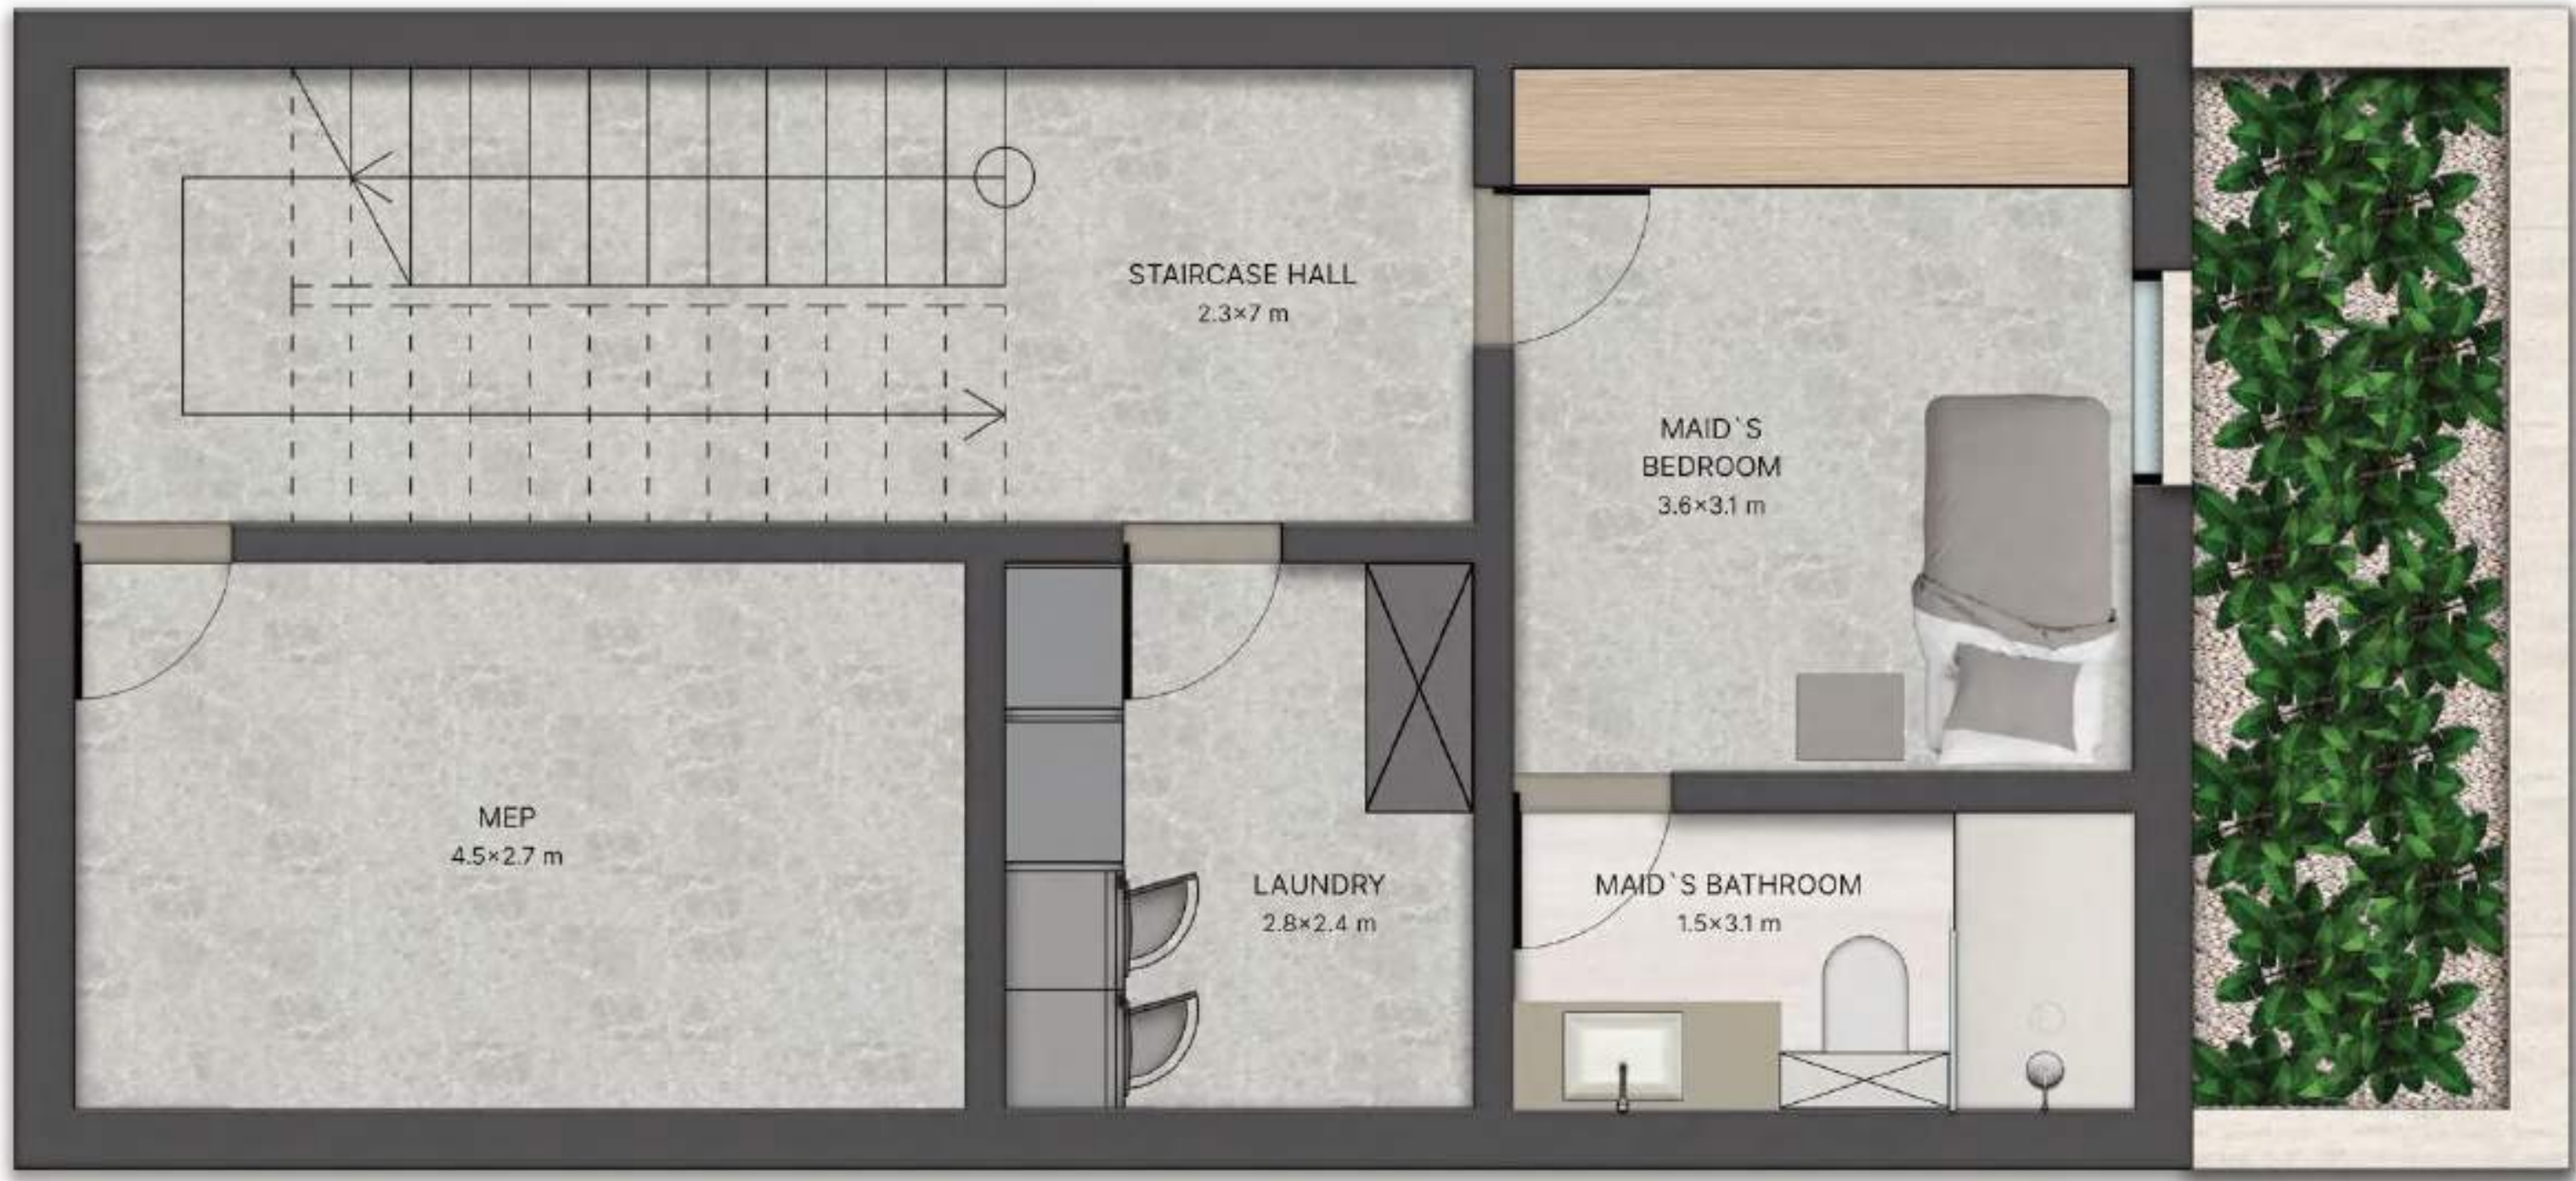 STAIRCASE HALL
2.3×7 m
MAID`S
BEDROOM
3.6×3.1 m
MEP
4.5×2.7 m
LAUNDRY
2.8×2.4 m
MAID`S BATHROOM
1.5×3.1 m